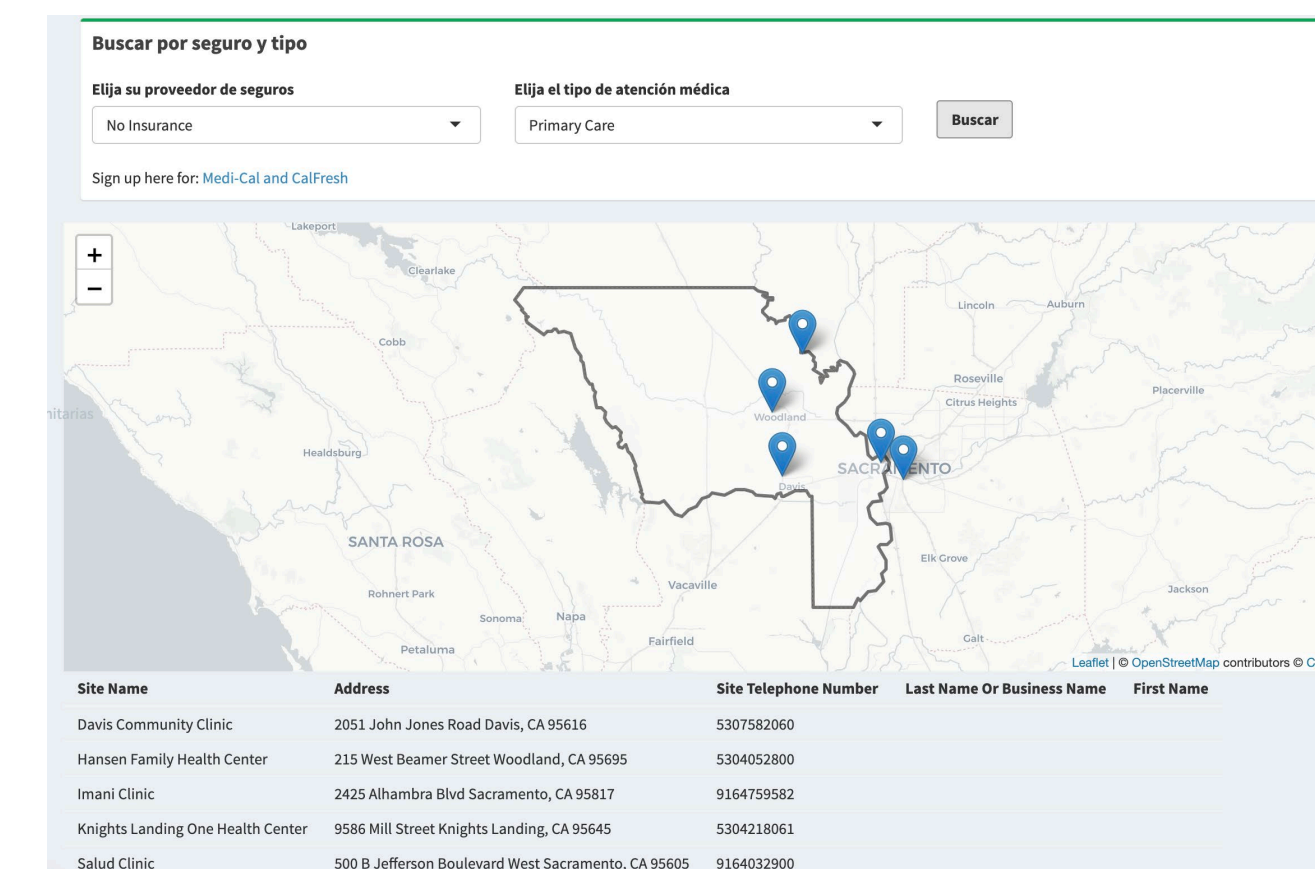 Buscar por seguro y tipo
Elija su proveedor de seguros Elija el tipo de atención médica
No Insurance Primary Care Buscar
Sign up here for: Medi-Cal and CalFresh
Lakeport
+
Clearlake
−
Lincoln Auburn
Cobb
Roseville
Placerville
Citrus Heights
nitarias
Woodland
Healdsburg
SACRAMENTO
Davis
SANTA ROSA
Elk Grove
Vacaville
Rohnert Park
Jackson
Sonoma Napa
Fairfield Galt
Petaluma
Leaflet | © OpenStreetMap contributors © C
Site Name Address Site Telephone Number Last Name Or Business Name First Name
Davis Community Clinic 2051 John Jones Road Davis, CA 95616 5307582060
Hansen Family Health Center 215 West Beamer Street Woodland, CA 95695 5304052800
Imani Clinic 2425 Alhambra Blvd Sacramento, CA 95817 9164759582
Knights Landing One Health Center 9586 Mill Street Knights Landing, CA 95645 5304218061
Salud Clinic 500 B Jefferson Boulevard West Sacramento, CA 95605 9164032900